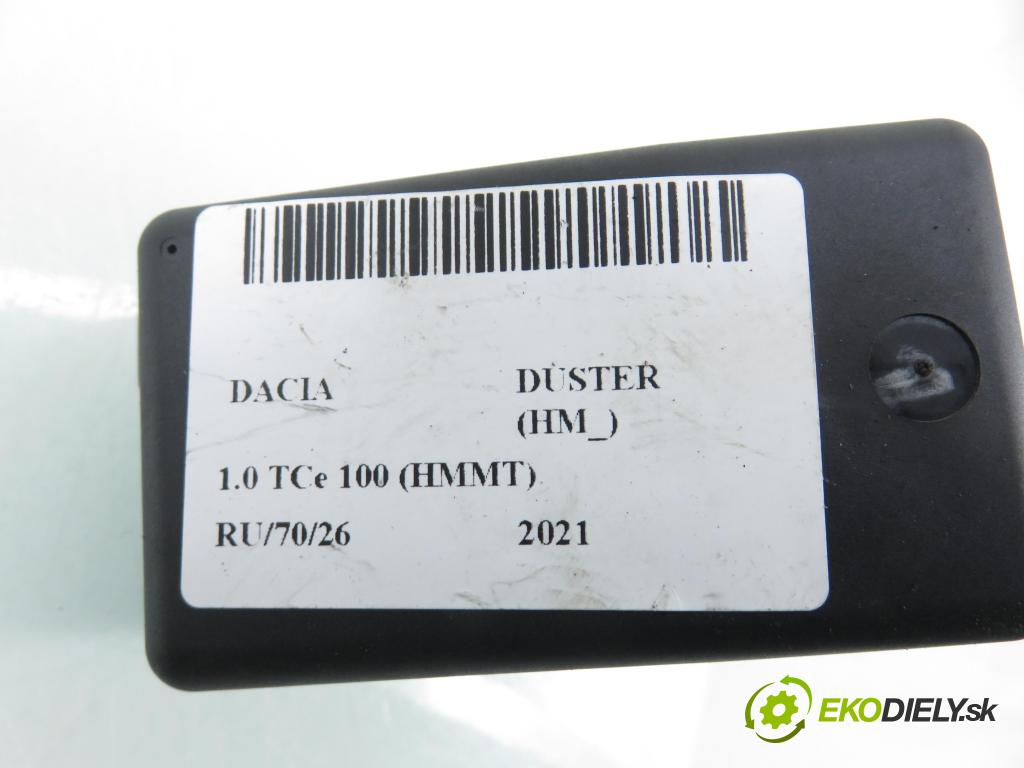 DACIA DUSTER
(HM_)
1.0 TCe 100 (HMMT)
RU/70/26 2021
EKODIELY.sk